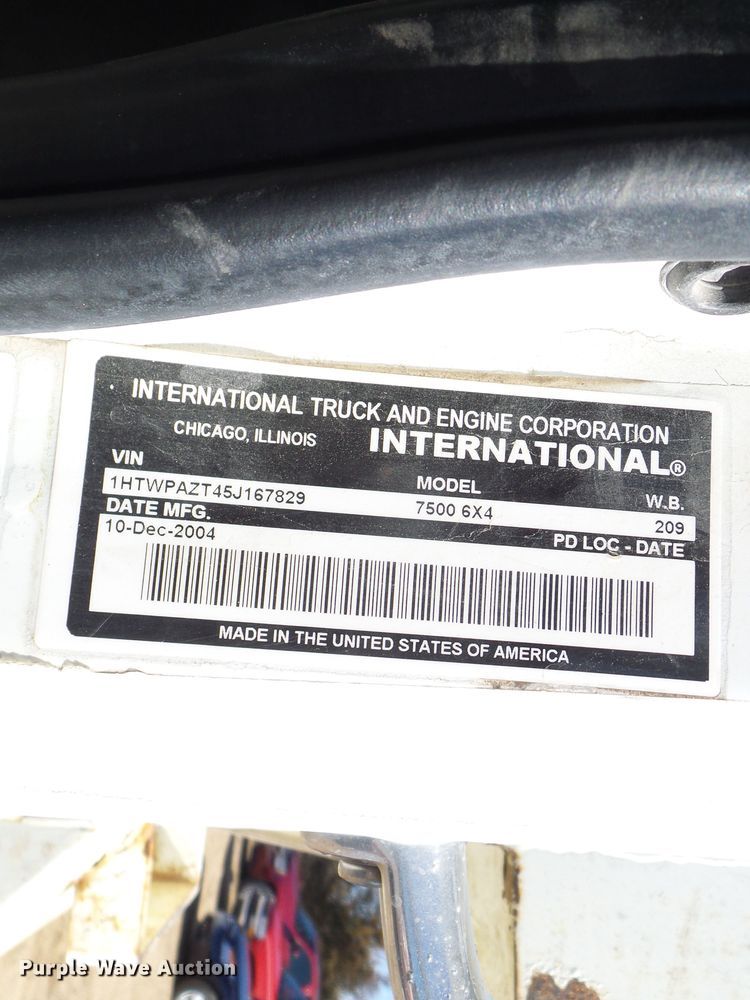 INTERNATIONAL TRUCK AND ENGINE CORPORATION
CHICAGO, ILLINOIS INTERNATIONAL®
VIN MODEL W.B.
1HTWPAZT45J167829 7500 6X4 209
DATE MFG. PD LOC - DATE
10-Dec-2004
MADE IN THE UNITED STATES OF AMERICA
Purple Wave Auction